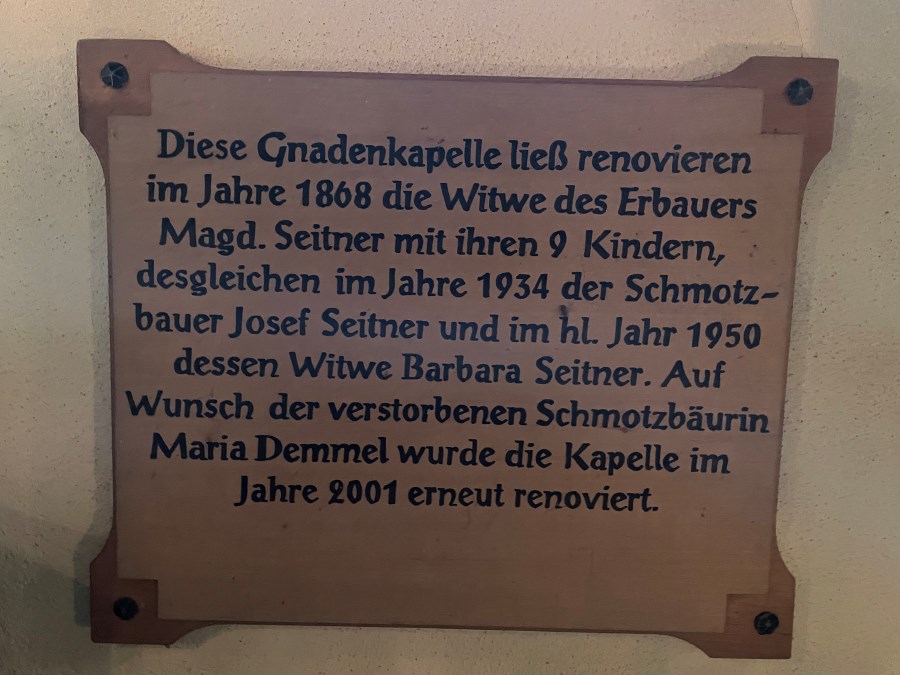 Diese Gnadenkapelle ließ renovieren
im Jahre 1868 die Witwe des Erbauers
Magd. Seitner mit ihren 9 Kindern,
desgleichen im Jahre 1934 der Schmotz-
bauer Josef Seitner und im hl. Jahr 1950
dessen Witwe Barbara Seitner. Auf
Wunsch der verstorbenen Schmotzbäurin
Maria Demmel wurde die Kapelle im
Jahre 2001 erneut renoviert.